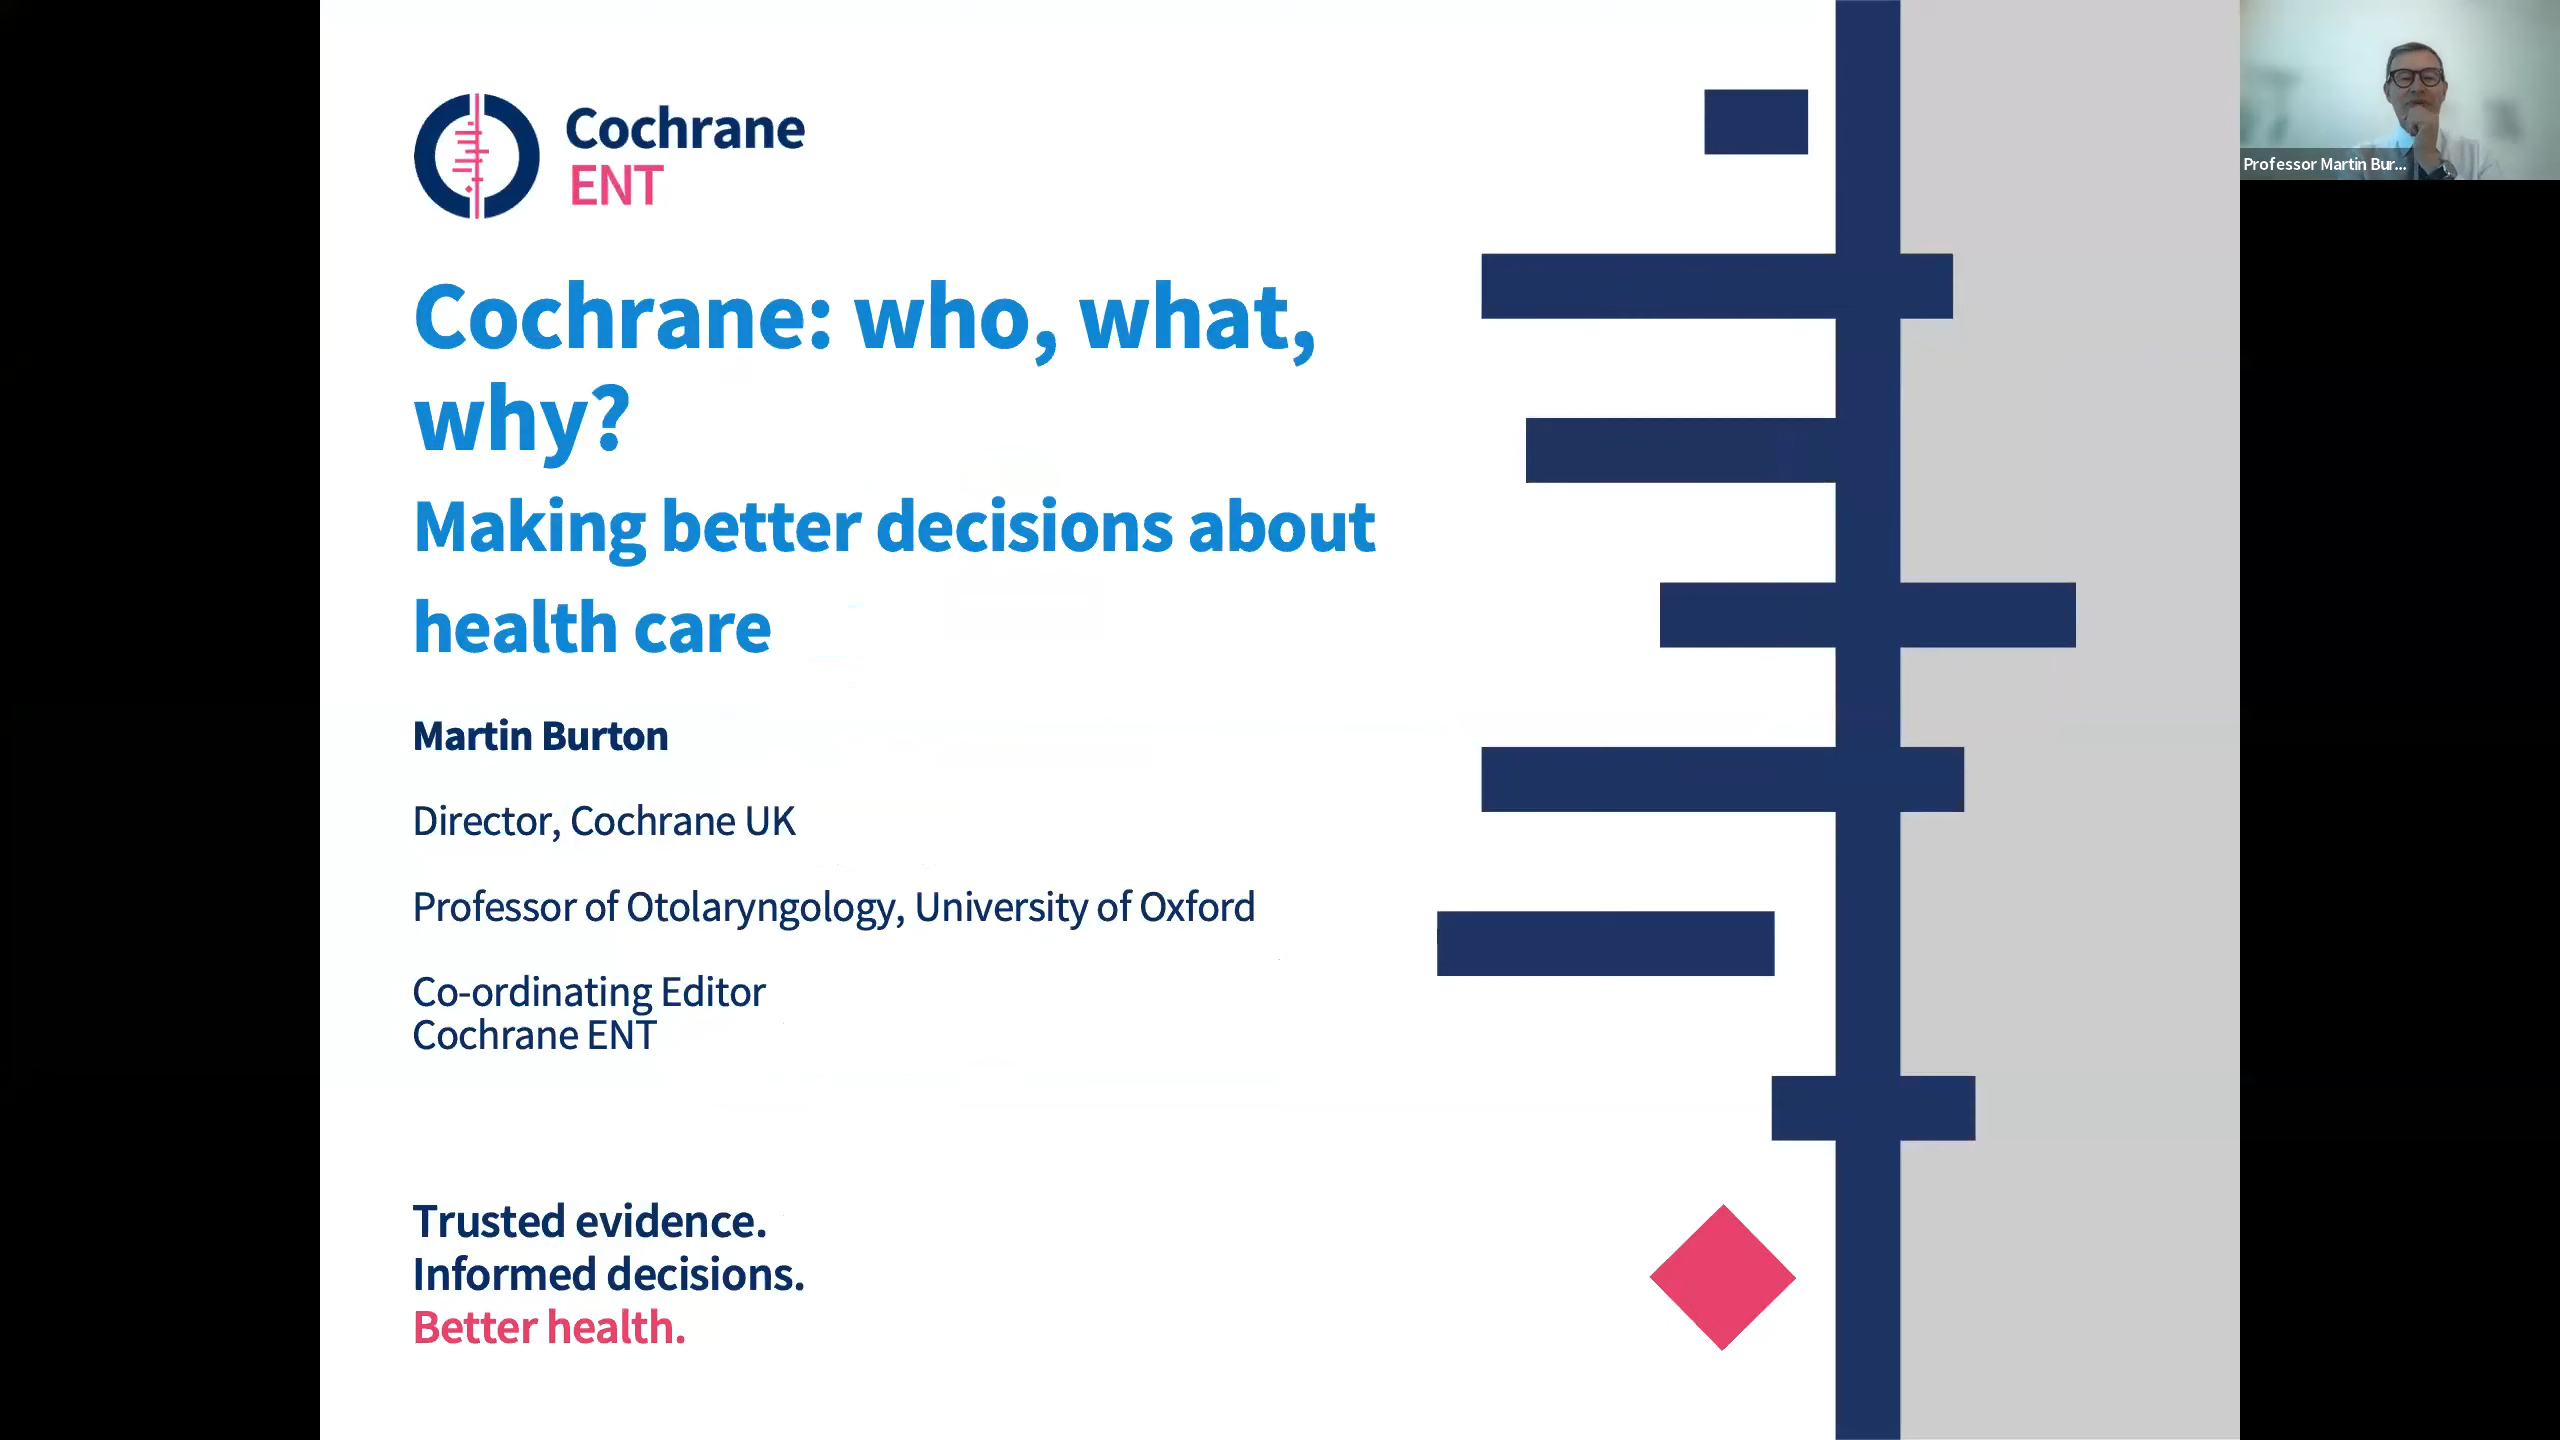 Cochrane
ENT
Cochrane: who, what,
why?
Making better decisions about
health care
Martin Burton
Director, Cochrane UK
Professor of Otolaryngology, University of Oxford
Co-ordinating Editor
Cochrane ENT
Trusted evidence.
Informed decisions.
Better health.
Professor Martin Bur...